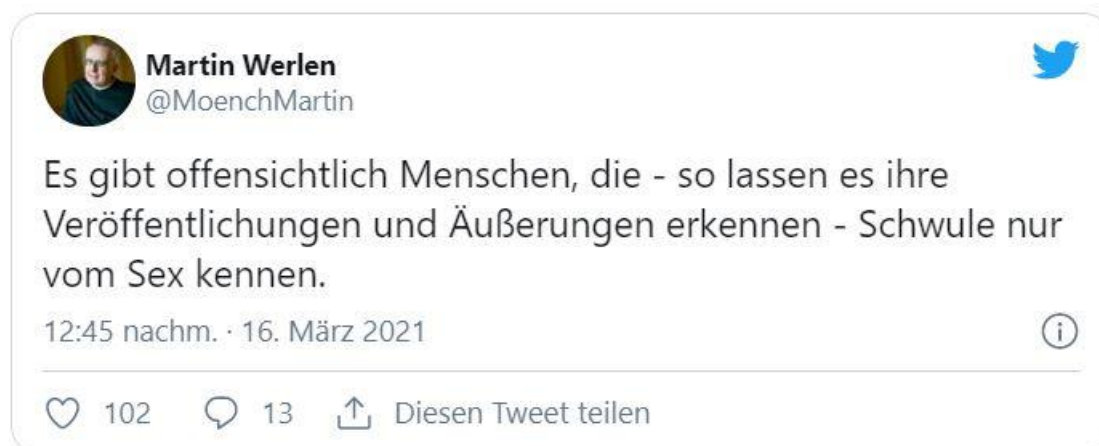 Martin Werlen
@MoenchMartin
Es gibt offensichtlich Menschen, die - so lassen es ihre
Veröffentlichungen und Äußerungen erkennen - Schwule nur
vom Sex kennen.
12:45 nachm. · 16. März 2021
102 13 Diesen Tweet teilen